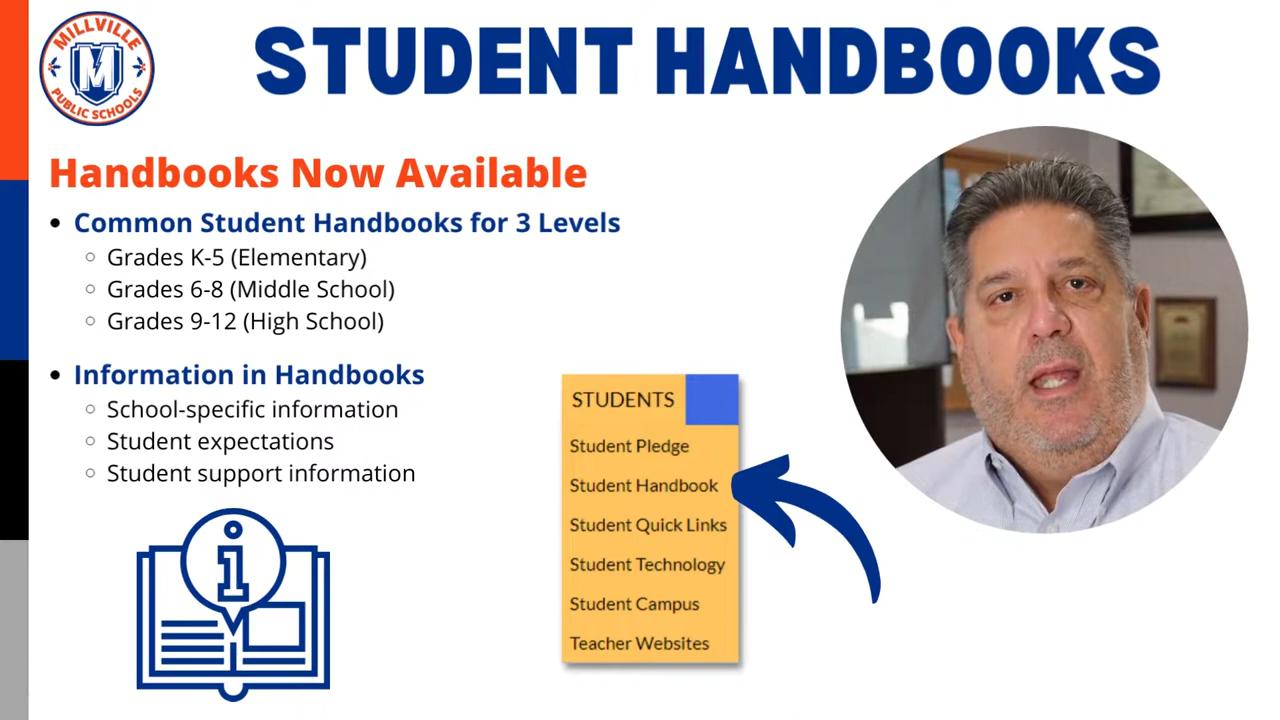 MILLVILLE
M
PUBLIC SCHOOLS
STUDENT HANDBOOKS
Handbooks Now Available
• Common Student Handbooks for 3 Levels
○ Grades K-5 (Elementary)
○ Grades 6-8 (Middle School)
○ Grades 9-12 (High School)
• Information in Handbooks
○ School-specific information
○ Student expectations
○ Student support information
i
STUDENTS
Student Pledge
Student Handbook
Student Quick Links
Student Technology
Student Campus
Teacher Websites